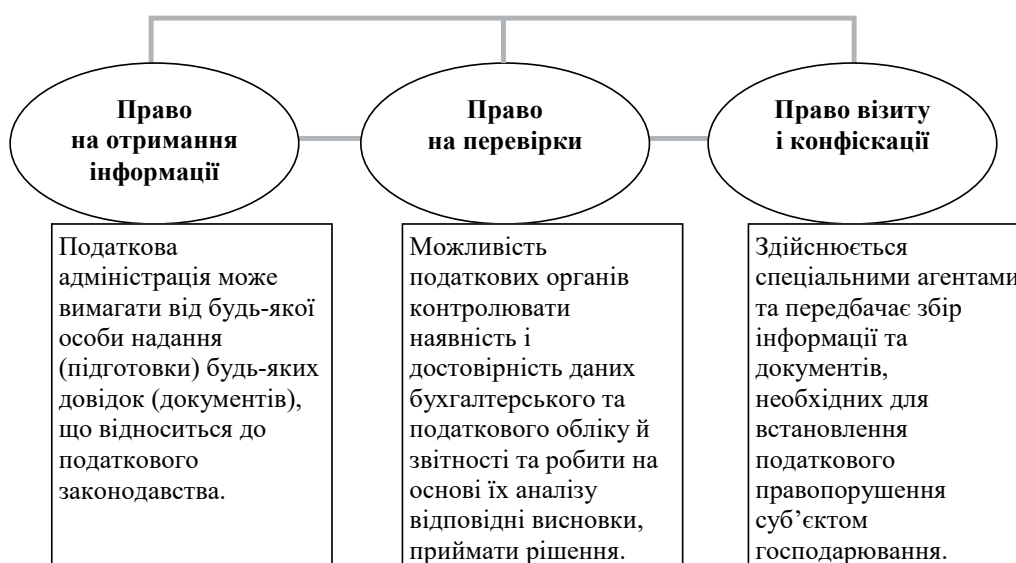 Право
на отримання
інформації
Право
на перевірки
Право візиту
і конфіскації
Податкова
адміністрація може
вимагати від будь-якої
особи надання
(підготовки) будь-яких
довідок (документів),
що відноситься до
податкового
законодавства.
Можливість
податкових органів
контролювати
наявність і
достовірність даних
бухгалтерського та
податкового обліку й
звітності та робити на
основі їх аналізу
відповідні висновки,
приймати рішення.
Здійснюється
спеціальними агентами
та передбачає збір
інформації та
документів,
необхідних для
встановлення
податкового
правопорушення
суб’єктом
господарювання.